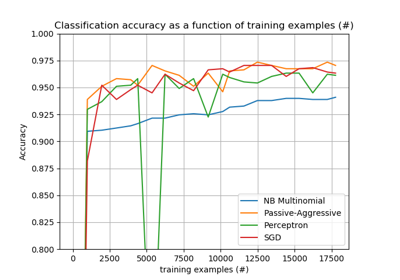 Classification accuracy as a function of training examples (#)
1.000
0.975
0.950
0.925
0.900
0.875
0.850
0.825
0.800
Accuracy
NB Multinomial
Passive-Aggressive
Perceptron
SGD
0 2500 5000 7500 10000 12500 15000 17500
training examples (#)